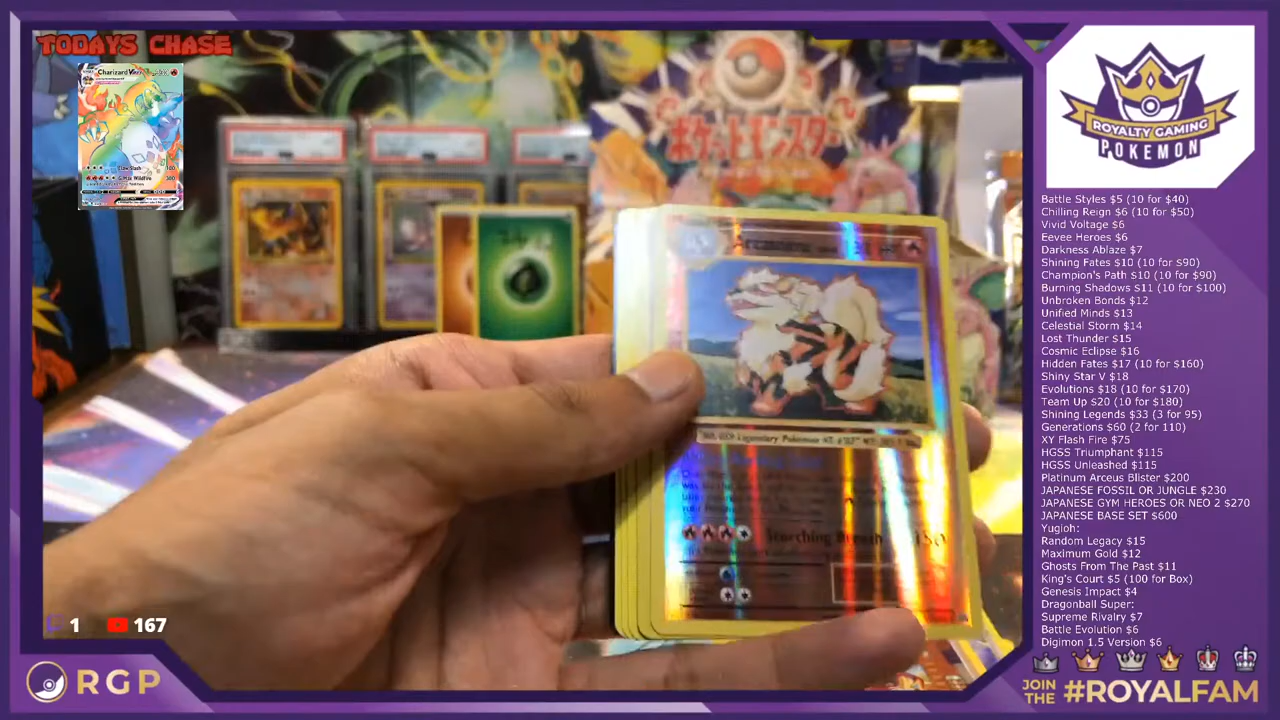 TODAYS CHASE
Charizard
Claw Slash 100
G-Max Wildfire 300
ポケットモンスター
Arcanine
Scorching Breath 130
1
167
RGP
ROYALTY GAMING
POKEMON
Battle Styles $5 (10 for $40)
Chilling Reign $6 (10 for $50)
Vivid Voltage $6
Eevee Heroes $6
Darkness Ablaze $7
Shining Fates $10 (10 for $90)
Champion's Path $10 (10 for $90)
Burning Shadows $11 (10 for $100)
Unbroken Bonds $12
Unified Minds $13
Celestial Storm $14
Lost Thunder $15
Cosmic Eclipse $16
Hidden Fates $17 (10 for $160)
Shiny Star V $18
Evolutions $18 (10 for $170)
Team Up $20 (10 for $180)
Shining Legends $33 (3 for 95)
Generations $60 (2 for 110)
XY Flash Fire $75
HGSS Triumphant $115
HGSS Unleashed $115
Platinum Arceus Blister $200
JAPANESE FOSSIL OR JUNGLE $230
JAPANESE GYM HEROES OR NEO 2 $270
JAPANESE BASE SET $600
Yugioh:
Random Legacy $15
Maximum Gold $12
Ghosts From The Past $11
King's Court $5 (100 for Box)
Genesis Impact $4
Dragonball Super:
Supreme Rivalry $7
Battle Evolution $6
Digimon 1.5 Version $6
JOIN
THE #ROYALFAM